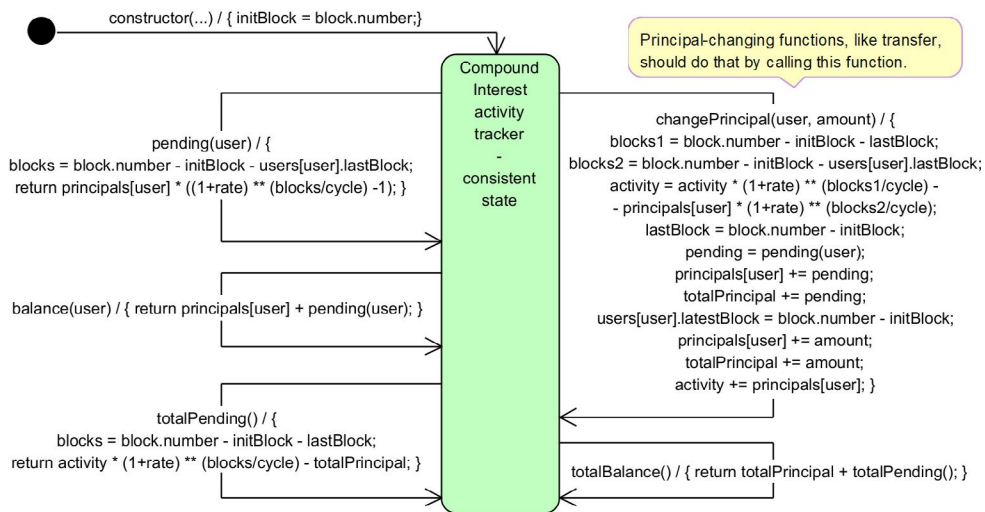 constructor(...) / { initBlock = block.number;}
Principal-changing functions, like transfer,
should do that by calling this function.
Compound
Interest
activity
tracker
-
consistent
state
pending(user) / {
blocks = block.number - initBlock - users[user].lastBlock;
return principals[user] * ((1+rate) ** (blocks/cycle) -1); }
balance(user) / { return principals[user] + pending(user); }
totalPending() / {
blocks = block.number - initBlock - lastBlock;
return activity * (1+rate) ** (blocks/cycle) - totalPrincipal; }
changePrincipal(user, amount) / {
blocks1 = block.number - initBlock - lastBlock;
blocks2 = block.number - initBlock - users[user].lastBlock;
activity = activity * (1+rate) ** (blocks1/cycle) -
- principals[user] * (1+rate) ** (blocks2/cycle);
lastBlock = block.number - initBlock;
pending = pending(user);
principals[user] += pending;
totalPrincipal += pending;
users[user].latestBlock = block.number - initBlock;
principals[user] += amount;
totalPrincipal += amount;
activity += principals[user]; }
totalBalance() / { return totalPrincipal + totalPending(); }